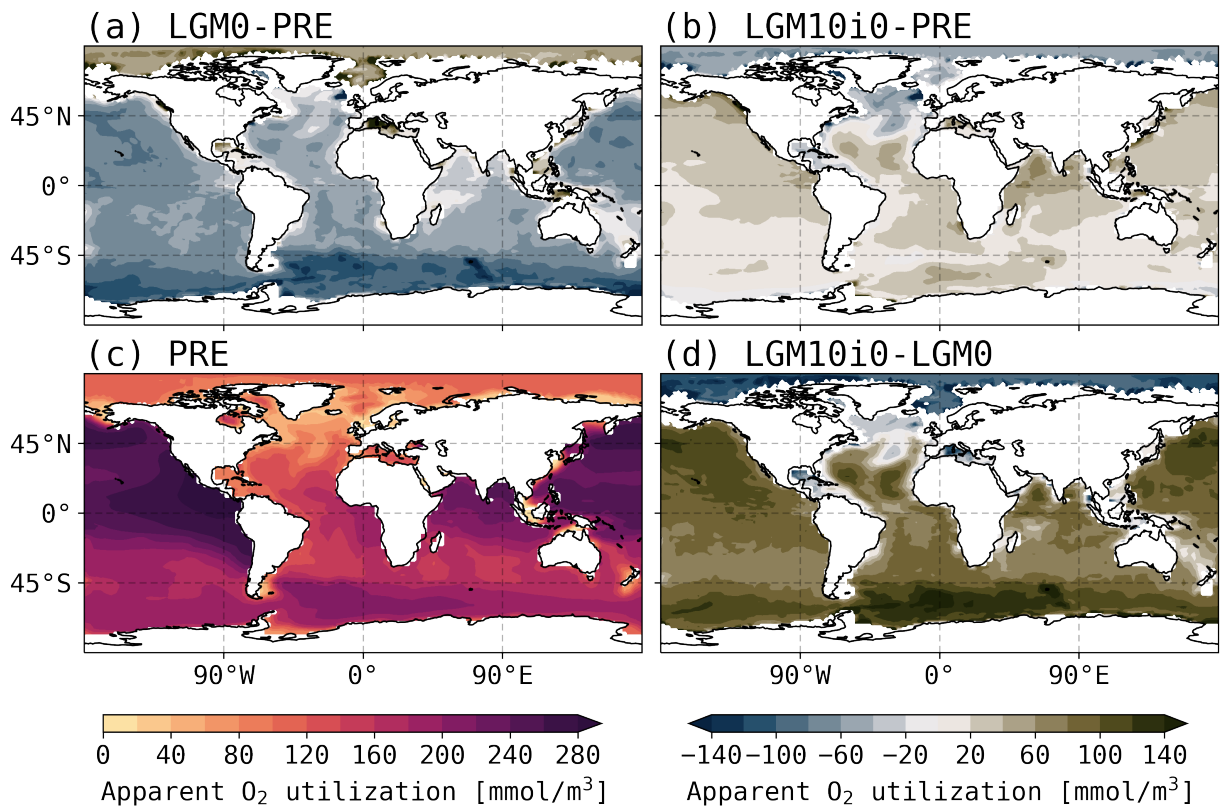 (a) LGM0-PRE
(b) LGM10i0-PRE
45°N
0°
45°S
(c) PRE
(d) LGM10i0-LGM0
45°N
0°
45°S
90°W 0° 90°E
90°W 0° 90°E
0 40 80 120 160 200 240 280
Apparent O₂ utilization [mmol/m³]
−140 −100 −60 −20 20 60 100 140
Apparent O₂ utilization [mmol/m³]